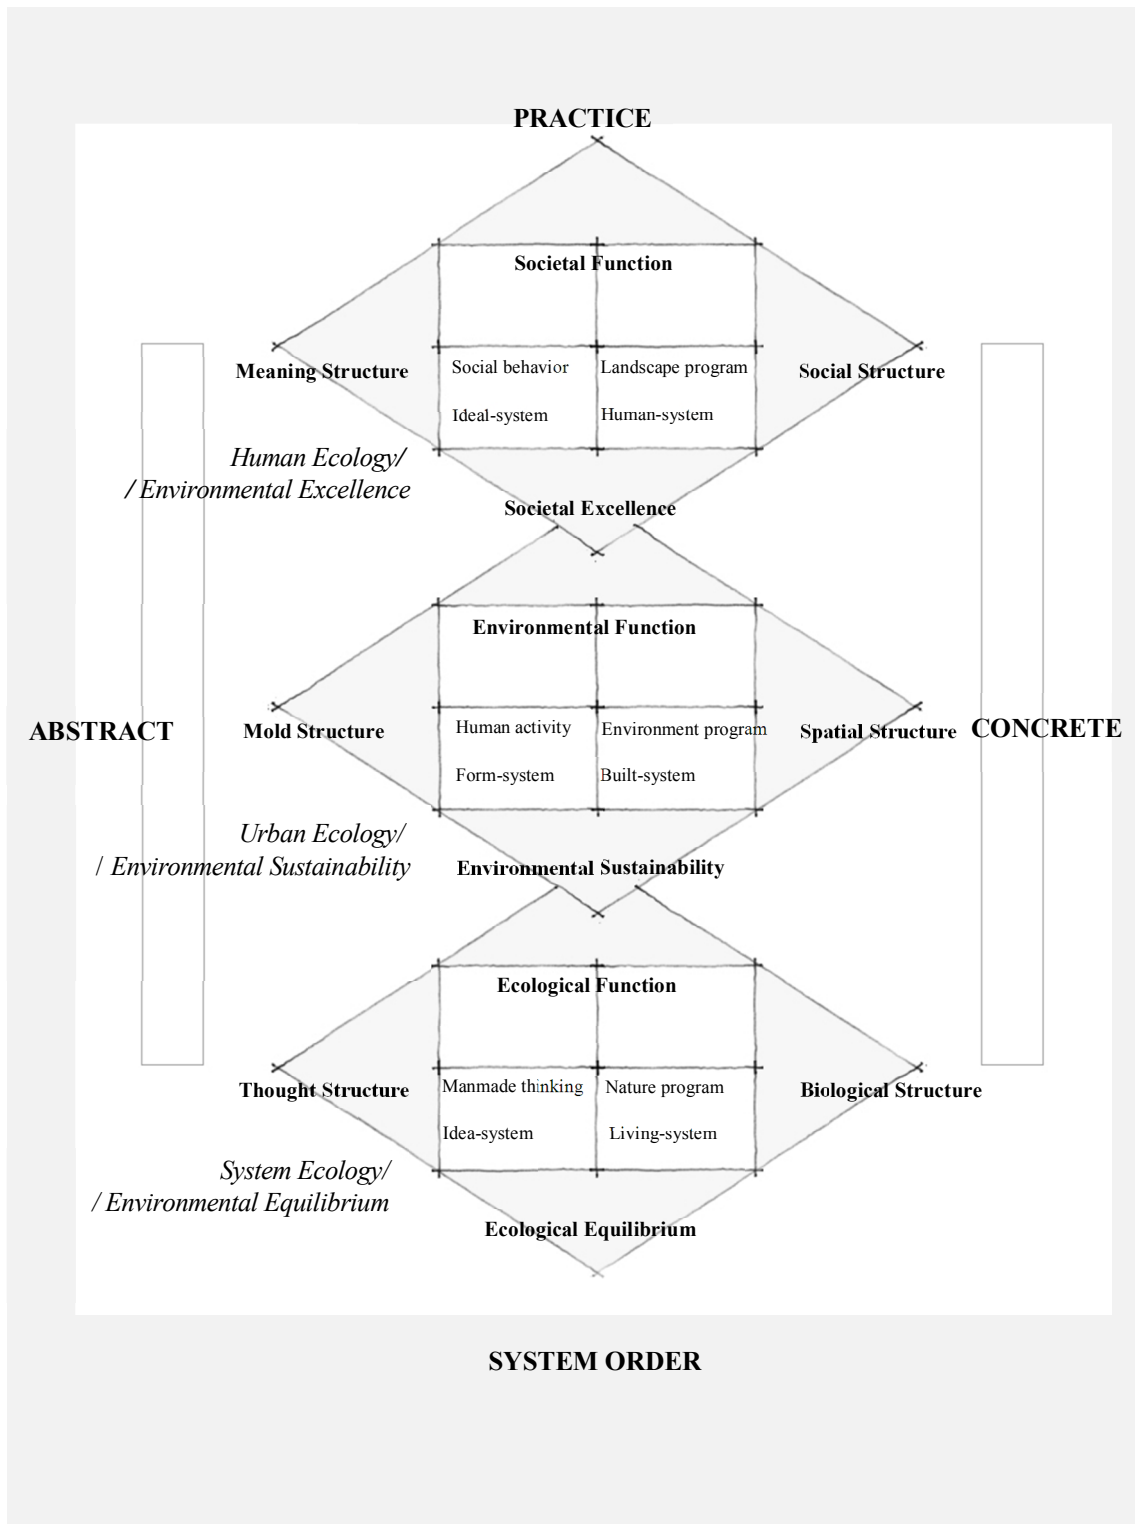 PRACTICE
Societal Function
Meaning Structure
Social behavior
Landscape program
Social Structure
Ideal-system
Human-system
Human Ecology/
/ Environmental Excellence
Societal Excellence
Environmental Function
ABSTRACT
Mold Structure
Human activity
Environment program
Spatial Structure
CONCRETE
Form-system
Built-system
Urban Ecology/
/ Environmental Sustainability
Environmental Sustainability
Ecological Function
Thought Structure
Manmade thinking
Nature program
Biological Structure
Idea-system
Living-system
System Ecology/
/ Environmental Equilibrium
Ecological Equilibrium
SYSTEM ORDER